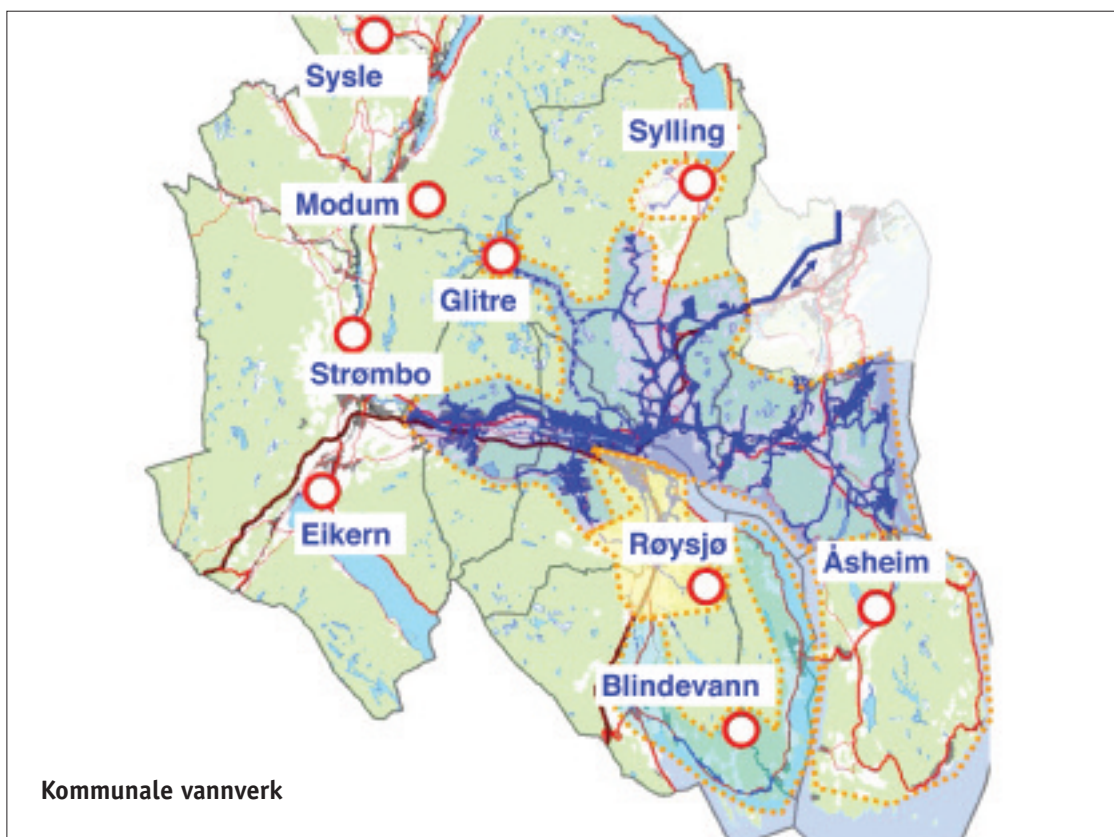 Sysle
Sylling
Modum
Glitre
Strømbo
Eikern
Røysjø
Åsheim
Blindevann
Kommunale vannverk